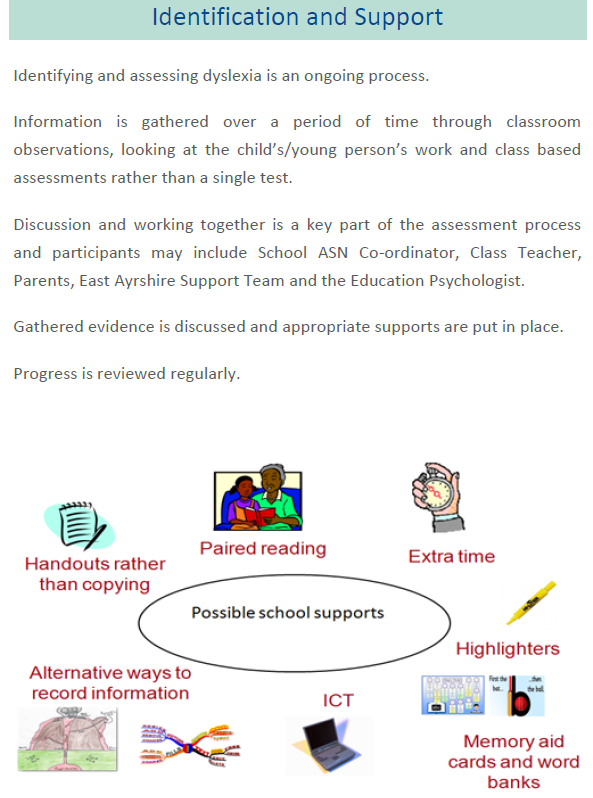 Identification and Support
Identifying and assessing dyslexia is an ongoing process.
Information is gathered over a period of time through classroom
observations, looking at the child’s/young person’s work and class based
assessments rather than a single test.
Discussion and working together is a key part of the assessment process
and participants may include School ASN Co-ordinator, Class Teacher,
Parents, East Ayrshire Support Team and the Education Psychologist.
Gathered evidence is discussed and appropriate supports are put in place.
Progress is reviewed regularly.
Handouts rather
than copying
Paired reading
Extra time
Possible school supports
Highlighters
Alternative ways to
record information
ICT
First the
bat...
...then
the ball.
Memory aid
cards and word
banks